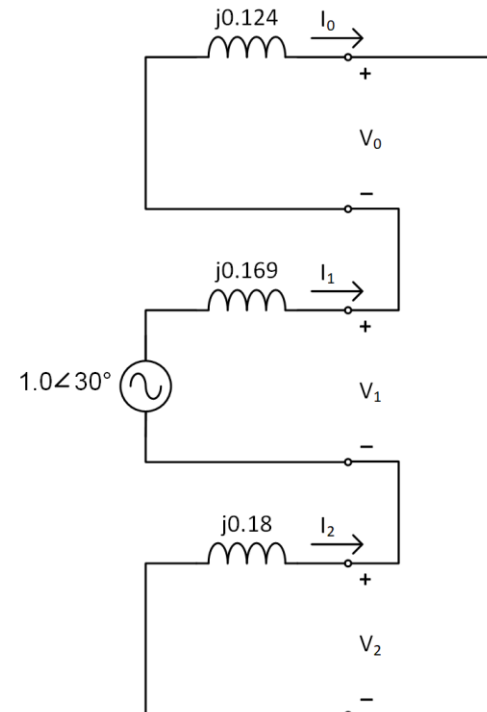 j0.124 I₀
+
V₀
−
j0.169 I₁
+
1.0∠30° V₁
−
j0.18 I₂
+
V₂
−